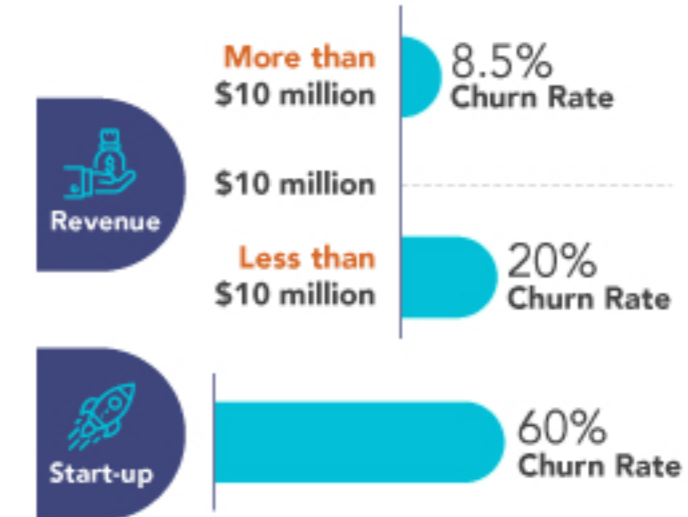 More than
$10 million
8.5%
Churn Rate
Revenue
$10 million
Less than
$10 million
20%
Churn Rate
Start-up
60%
Churn Rate